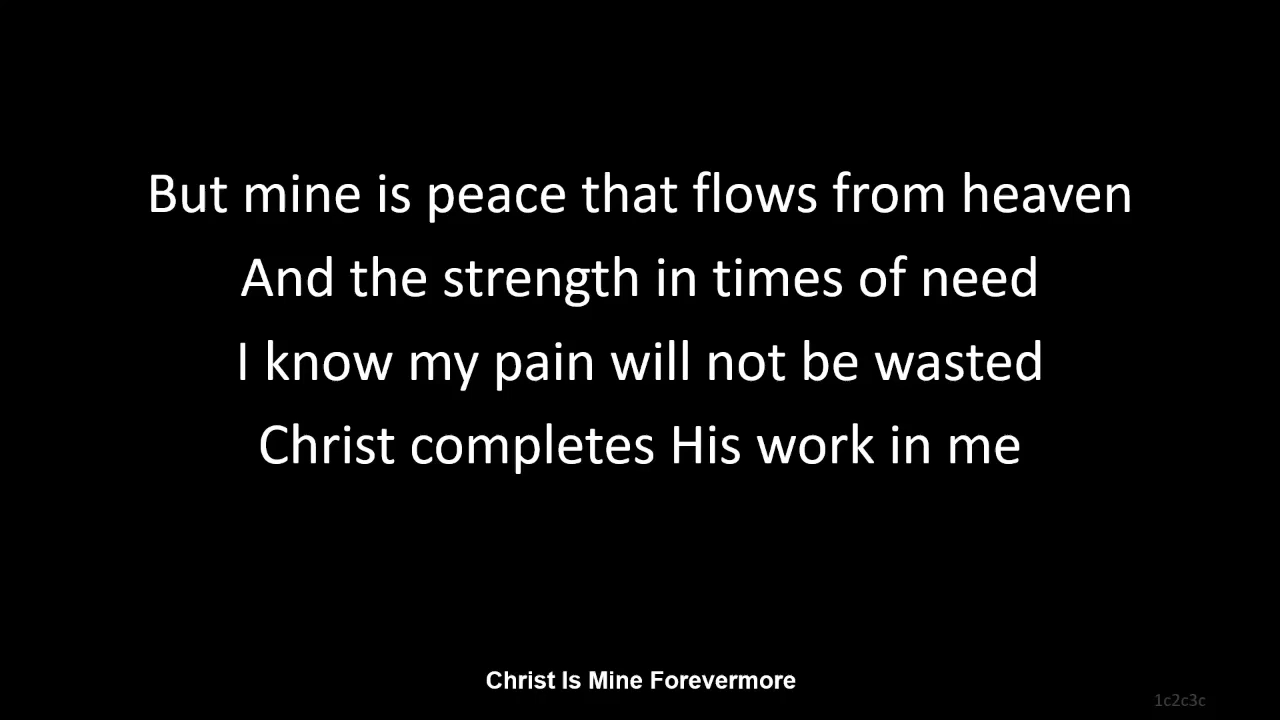 But mine is peace that flows from heaven
And the strength in times of need
I know my pain will not be wasted
Christ completes His work in me
Christ Is Mine Forevermore
1c2c3c